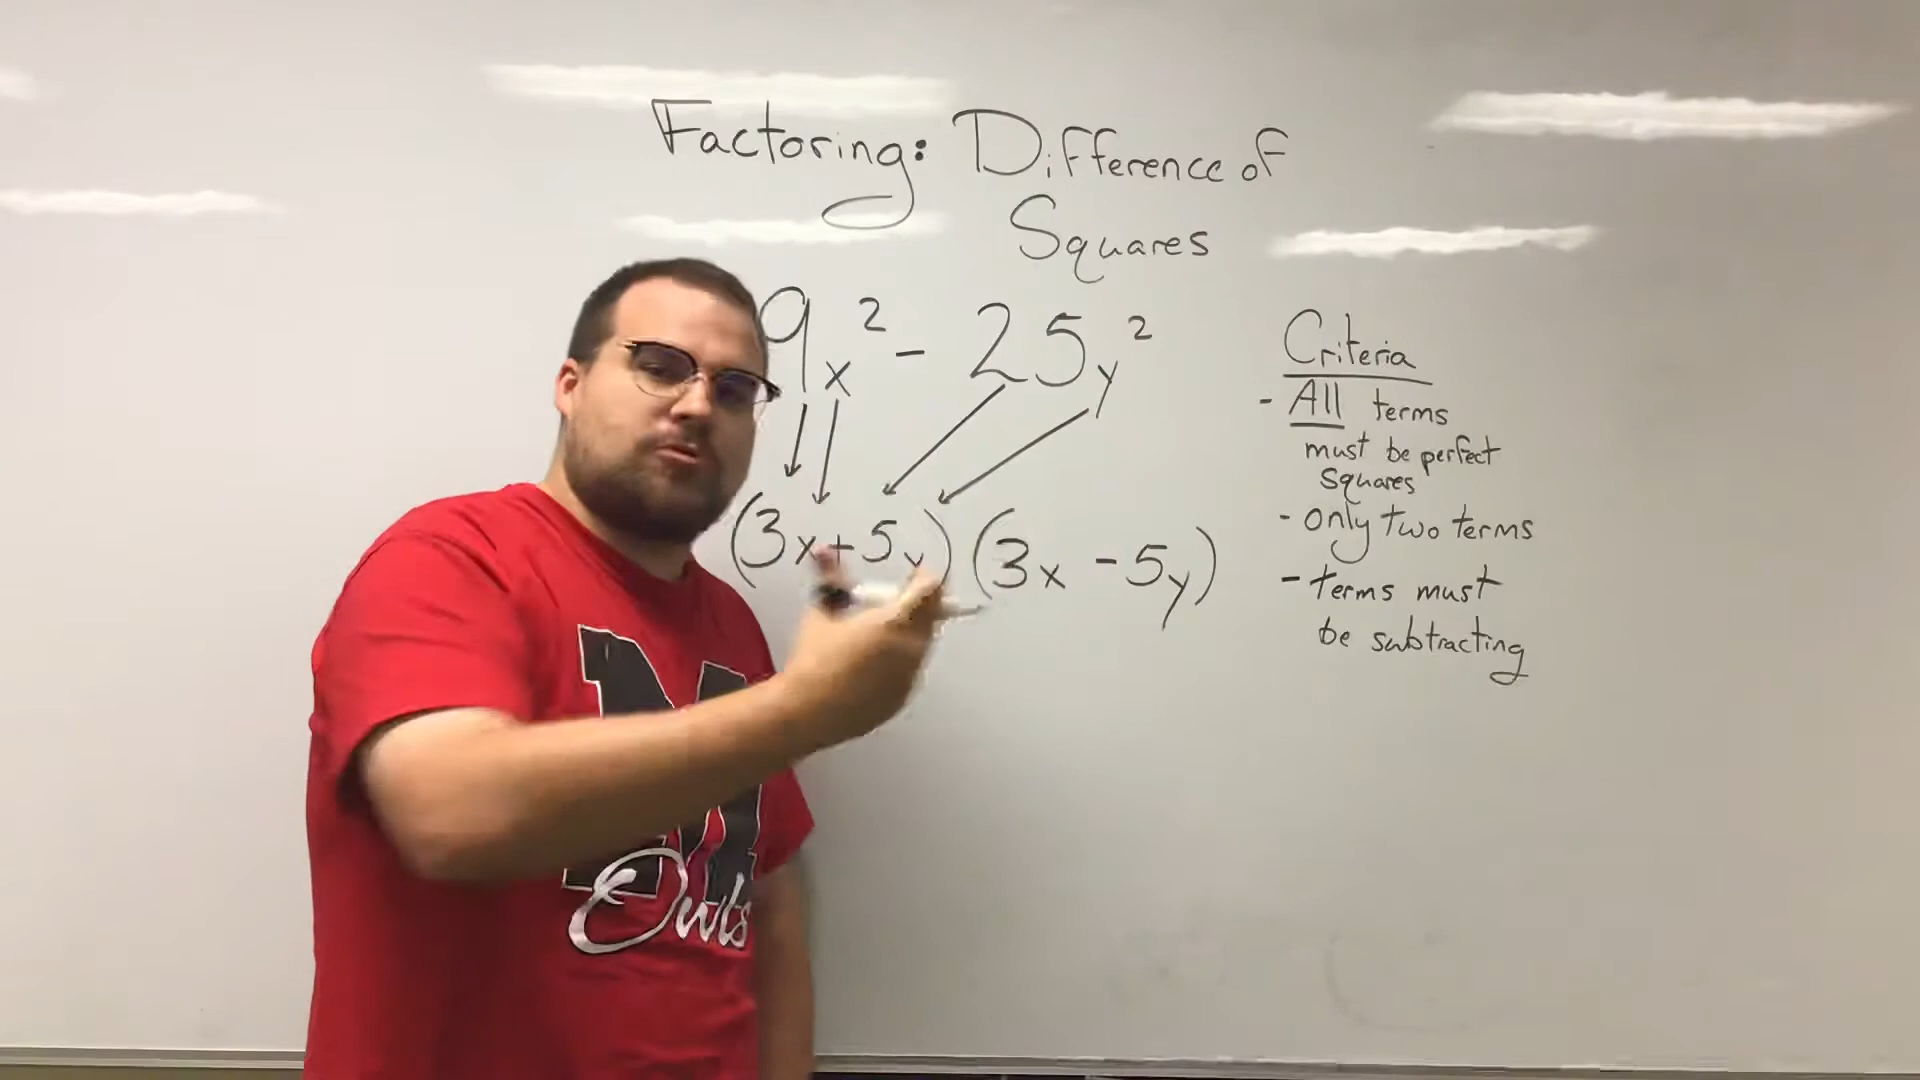 Factoring: Difference of
Squares
9x² - 25y²
(3x+5y)(3x -5y)
Criteria
- All terms
must be perfect
squares
- only two terms
- terms must
be subtracting
M
Owls